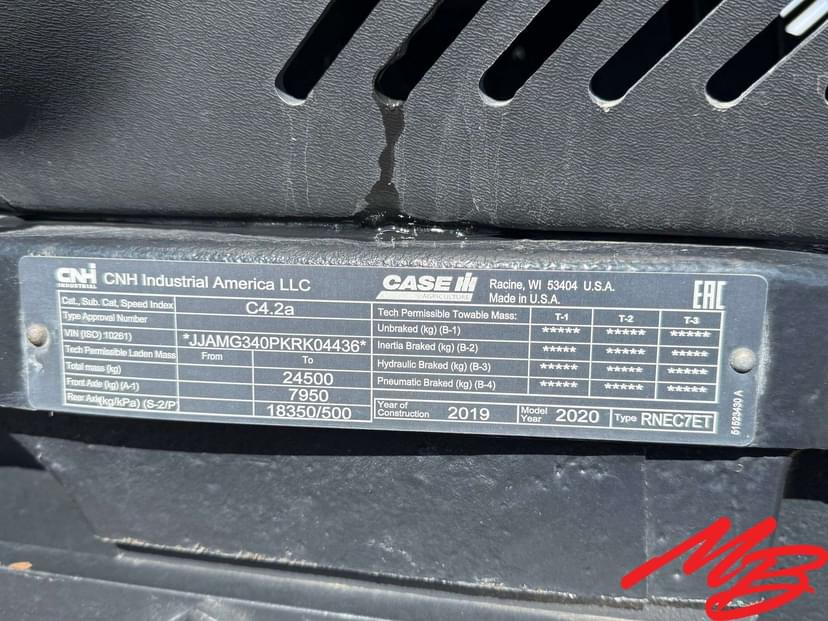 CNH INDUSTRIAL CNH Industrial America LLC
CASE IH AGRICULTURE
Racine, WI 53404 U.S.A.
Made in U.S.A.
EAC
Cat., Sub. Cat, Speed Index C4.2a
Type Approval Number
VIN (ISO:10261) *JJAMG340PKRK04436*
Tech Permissible Laden Mass From To
Total mass (kg) 24500
Front Axle (kg) (A-1) 7950
Rear Axle(kg/kPa) (S-2/P) 18350/500
Tech Permissible Towable Mass: T-1 T-2 T-3
Unbraked (kg) (B-1) ***** ***** *****
Inertia Braked (kg) (B-2) ***** ***** *****
Hydraulic Braked (kg) (B-3) ***** ***** *****
Pneumatic Braked (kg) (B-4) ***** ***** *****
Year of Construction 2019 Model Year 2020 Type RNEC7ET
51523430 A
MB